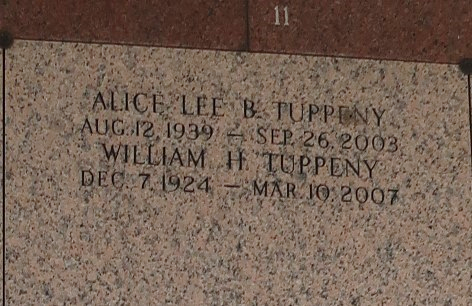 11
ALICE LEE B. TUPPENY
AUG. 12, 1939 — SEP. 26, 2003
WILLIAM H. TUPPENY
DEC. 7, 1924 — MAR. 10, 2007